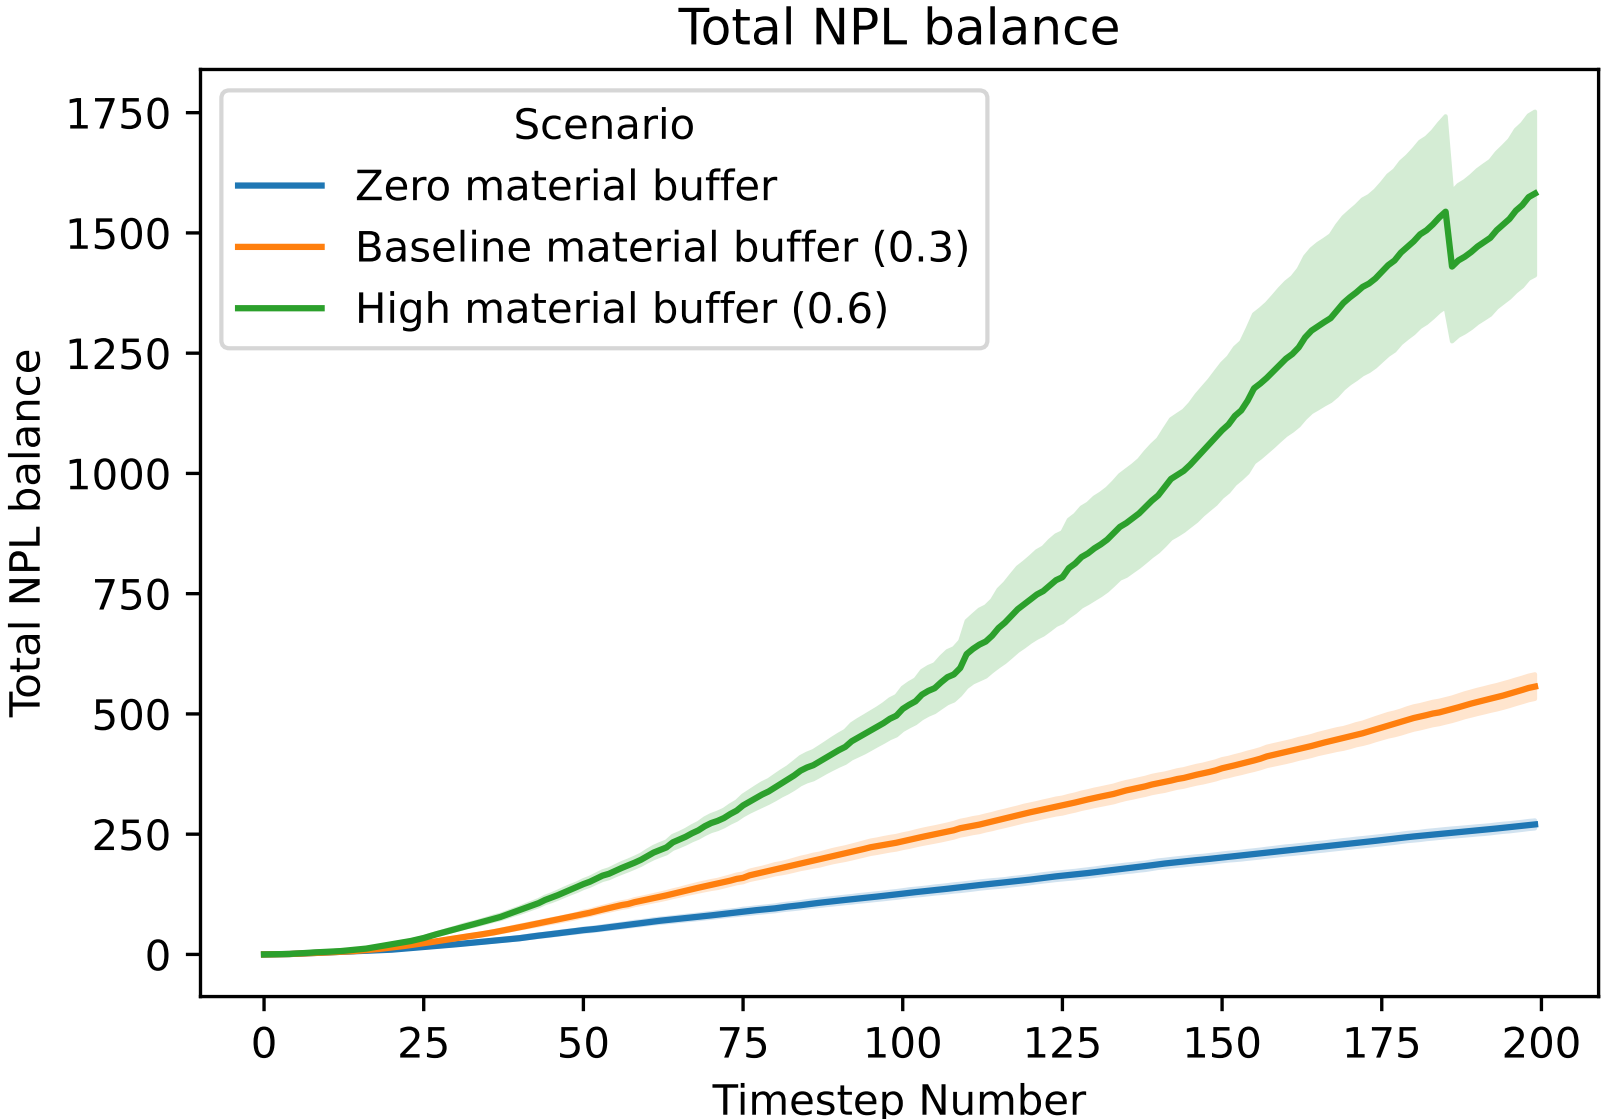 Total NPL balance
Total NPL balance
1750
1500
1250
1000
750
500
250
0
Scenario
Zero material buffer
Baseline material buffer (0.3)
High material buffer (0.6)
0 25 50 75 100 125 150 175 200
Timestep Number